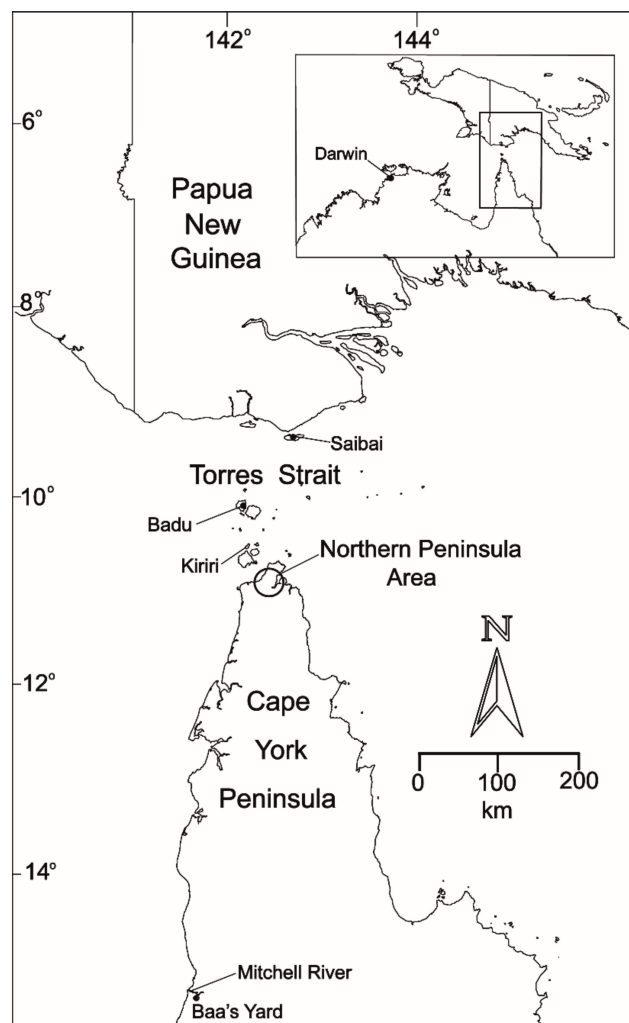 142°
144°
6°
Darwin
Papua
New
Guinea
8°
Saibai
Torres Strait
10°
Badu
Kiriri
Northern Peninsula
Area
N
12°
Cape
York
Peninsula
0 100 200
km
14°
Mitchell River
Baa's Yard